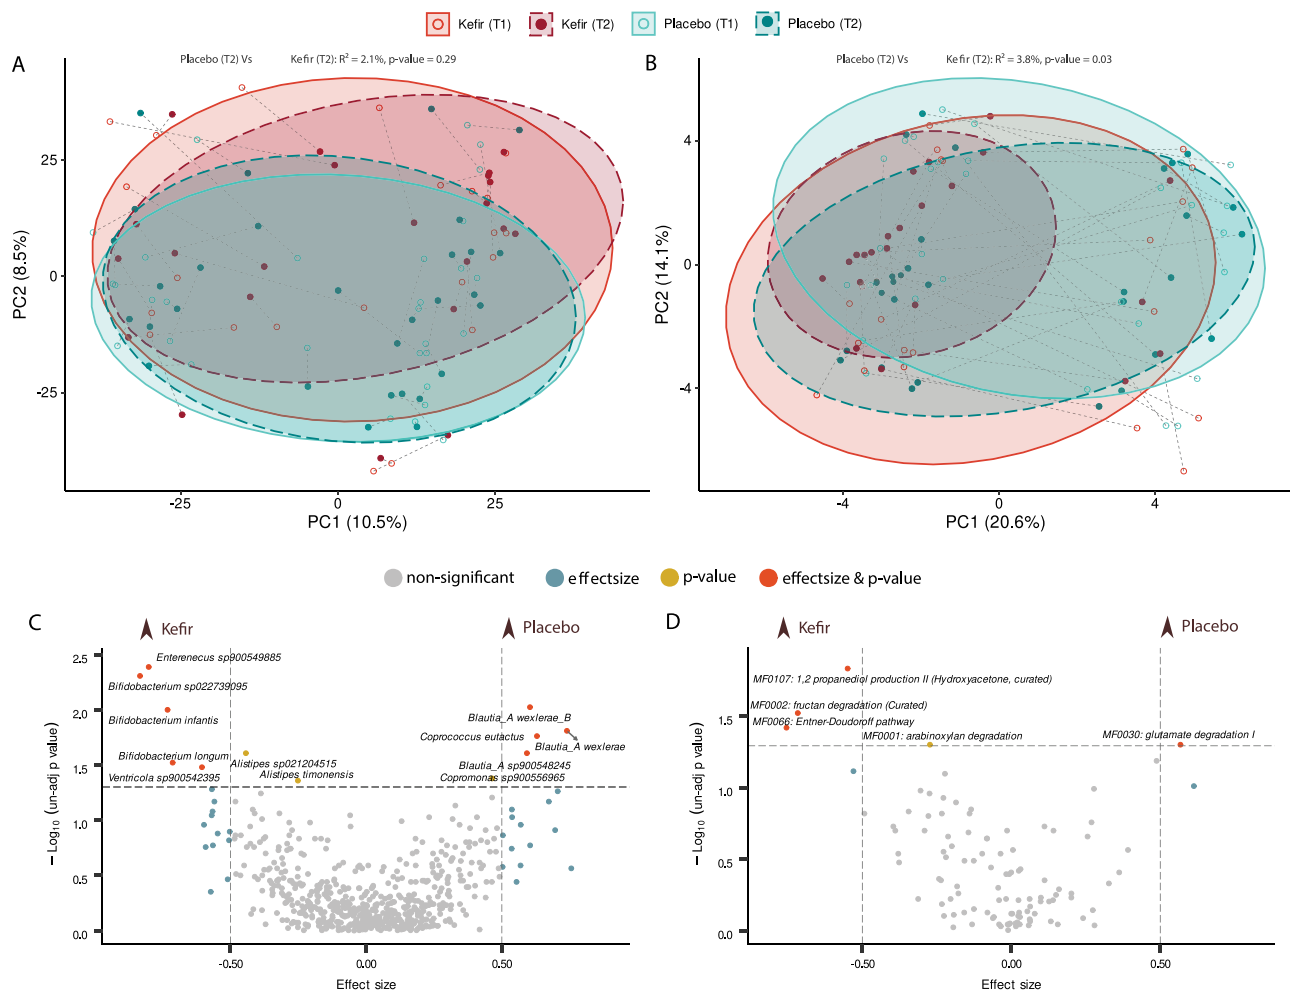 Kefir (T1) Kefir (T2) Placebo (T1) Placebo (T2)
A
Placebo (T2) Vs Kefir (T2): R² = 2.1%, p-value = 0.29
25
0
-25
PC2 (8.5%)
-25 0 25
PC1 (10.5%)
B
Placebo (T2) Vs Kefir (T2): R² = 3.8%, p-value = 0.03
4
0
-4
PC2 (14.1%)
-4 0 4
PC1 (20.6%)
non-significant effectsize p-value effectsize & p-value
C
Kefir Placebo
2.5
2.0
1.5
1.0
0.5
0.0
− Log₁₀ (un-adj p value)
Enterenecus sp900549885
Bifidobacterium sp022739095
Bifidobacterium infantis
Bifidobacterium longum
Ventricola sp900542395
Alistipes sp021204515
Alistipes timonensis
Blautia_A wexlerae_B
Coprococcus eutactus
Blautia_A wexlerae
Blautia_A sp900548245
Copromonas sp900556965
-0.50 0.00 0.50
Effect size
D
Kefir Placebo
1.5
1.0
0.5
0.0
− Log₁₀ (un-adj p value)
MF0107: 1,2 propanediol production II (Hydroxyacetone, curated)
MF0002: fructan degradation (Curated)
MF0066: Entner-Doudoroff pathway
MF0001: arabinoxylan degradation
MF0030: glutamate degradation I
-0.50 0.00 0.50
Effect size